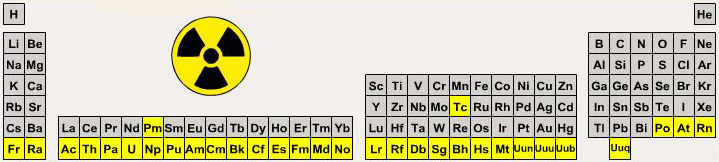 H He
Li Be B C N O F Ne
Na Mg Al Si P S Cl Ar
K Ca Sc Ti V Cr Mn Fe Co Ni Cu Zn Ga Ge As Se Br Kr
Rb Sr Y Zr Nb Mo Tc Ru Rh Pd Ag Cd In Sn Sb Te I Xe
Cs Ba La Ce Pr Nd Pm Sm Eu Gd Tb Dy Ho Er Tm Yb Lu Hf Ta W Re Os Ir Pt Au Hg Tl Pb Bi Po At Rn
Fr Ra Ac Th Pa U Np Pu Am Cm Bk Cf Es Fm Md No Lr Rf Db Sg Bh Hs Mt Uun Uuu Uub Uuq